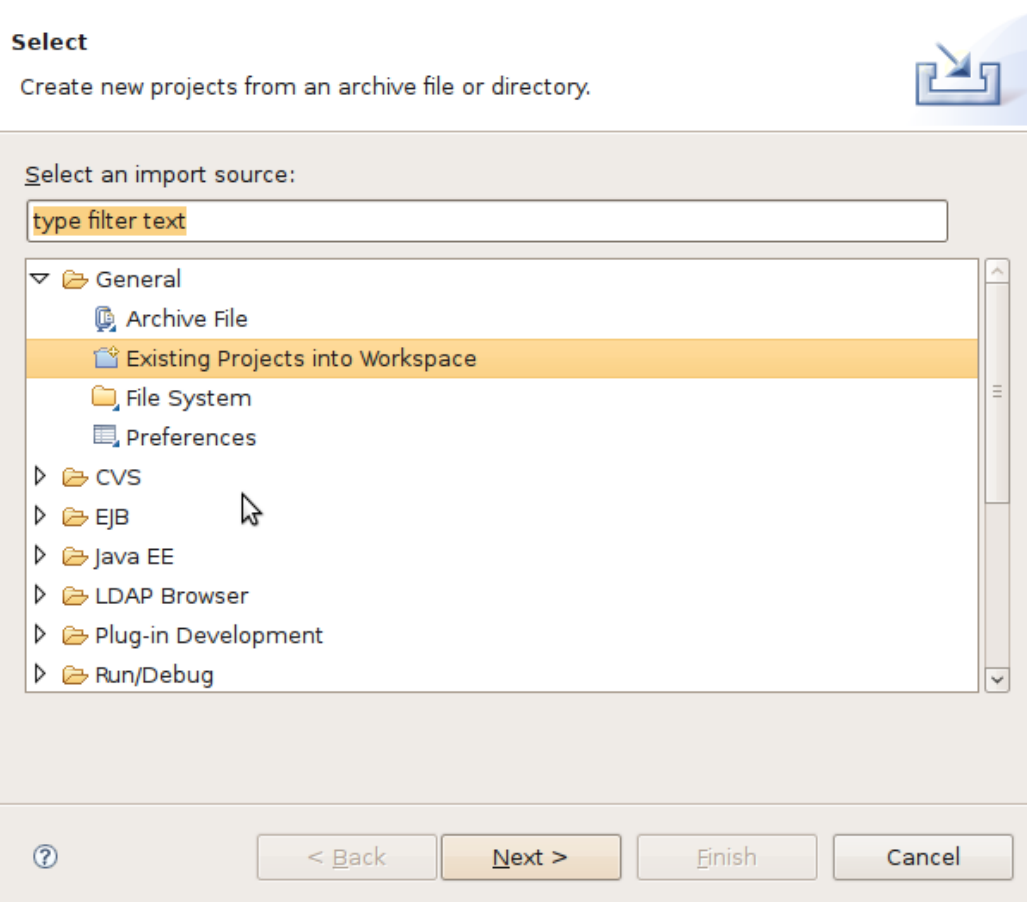 Select
Create new projects from an archive file or directory.
Select an import source:
type filter text
General
Archive File
Existing Projects into Workspace
File System
Preferences
CVS
EJB
Java EE
LDAP Browser
Plug-in Development
Run/Debug
< Back Next > Finish Cancel